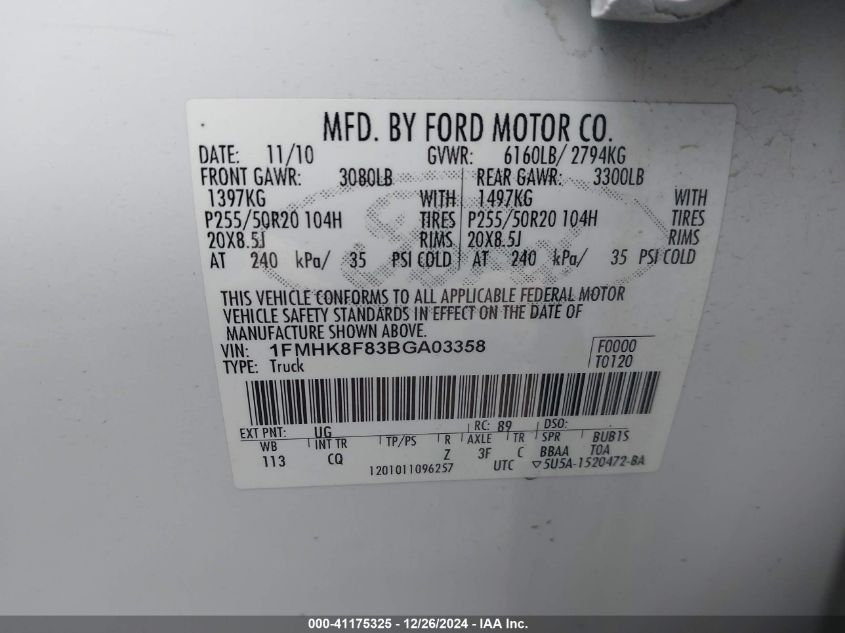 MFD. BY FORD MOTOR CO.
DATE: 11/10 GVWR: 6160LB/ 2794KG
FRONT GAWR: 3080LB REAR GAWR: 3300LB
1397KG WITH 1497KG WITH
P255/50R20 104H TIRES P255/50R20 104H TIRES
20X8.5J RIMS 20X8.5J RIMS
AT 240 kPa/ 35 PSI COLD AT 240 kPa/ 35 PSI COLD
THIS VEHICLE CONFORMS TO ALL APPLICABLE FEDERAL MOTOR
VEHICLE SAFETY STANDARDS IN EFFECT ON THE DATE OF
MANUFACTURE SHOWN ABOVE.
VIN: 1FMHK8F83BGA03358 F0000
TYPE: Truck T0120
EXT PNT: UG RC: 89 DSO:
WB INT TR TP/PS R AXLE TR SPR BUB1S
113 CQ Z 3F C BBAA TOA
1201011096257 UTC ▽5U5A-1520472-BA
000-41175325 - 12/26/2024 - IAAI Inc.